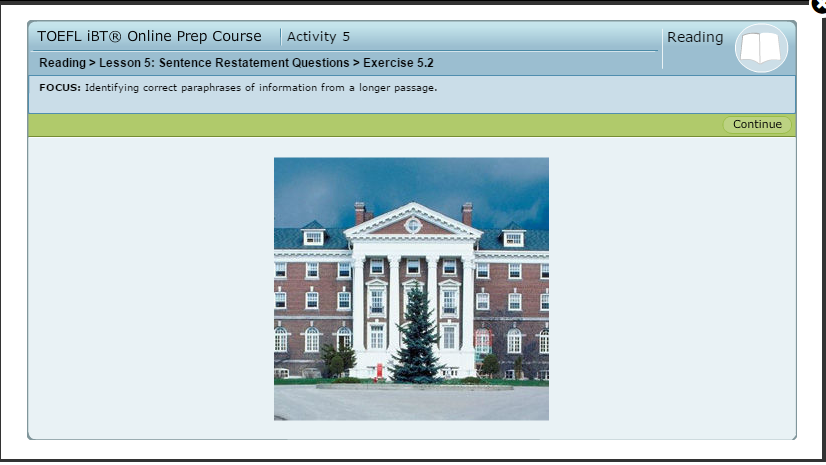 TOEFL iBT® Online Prep Course
Activity 5
Reading
Reading > Lesson 5: Sentence Restatement Questions > Exercise 5.2
FOCUS: Identifying correct paraphrases of information from a longer passage.
Continue